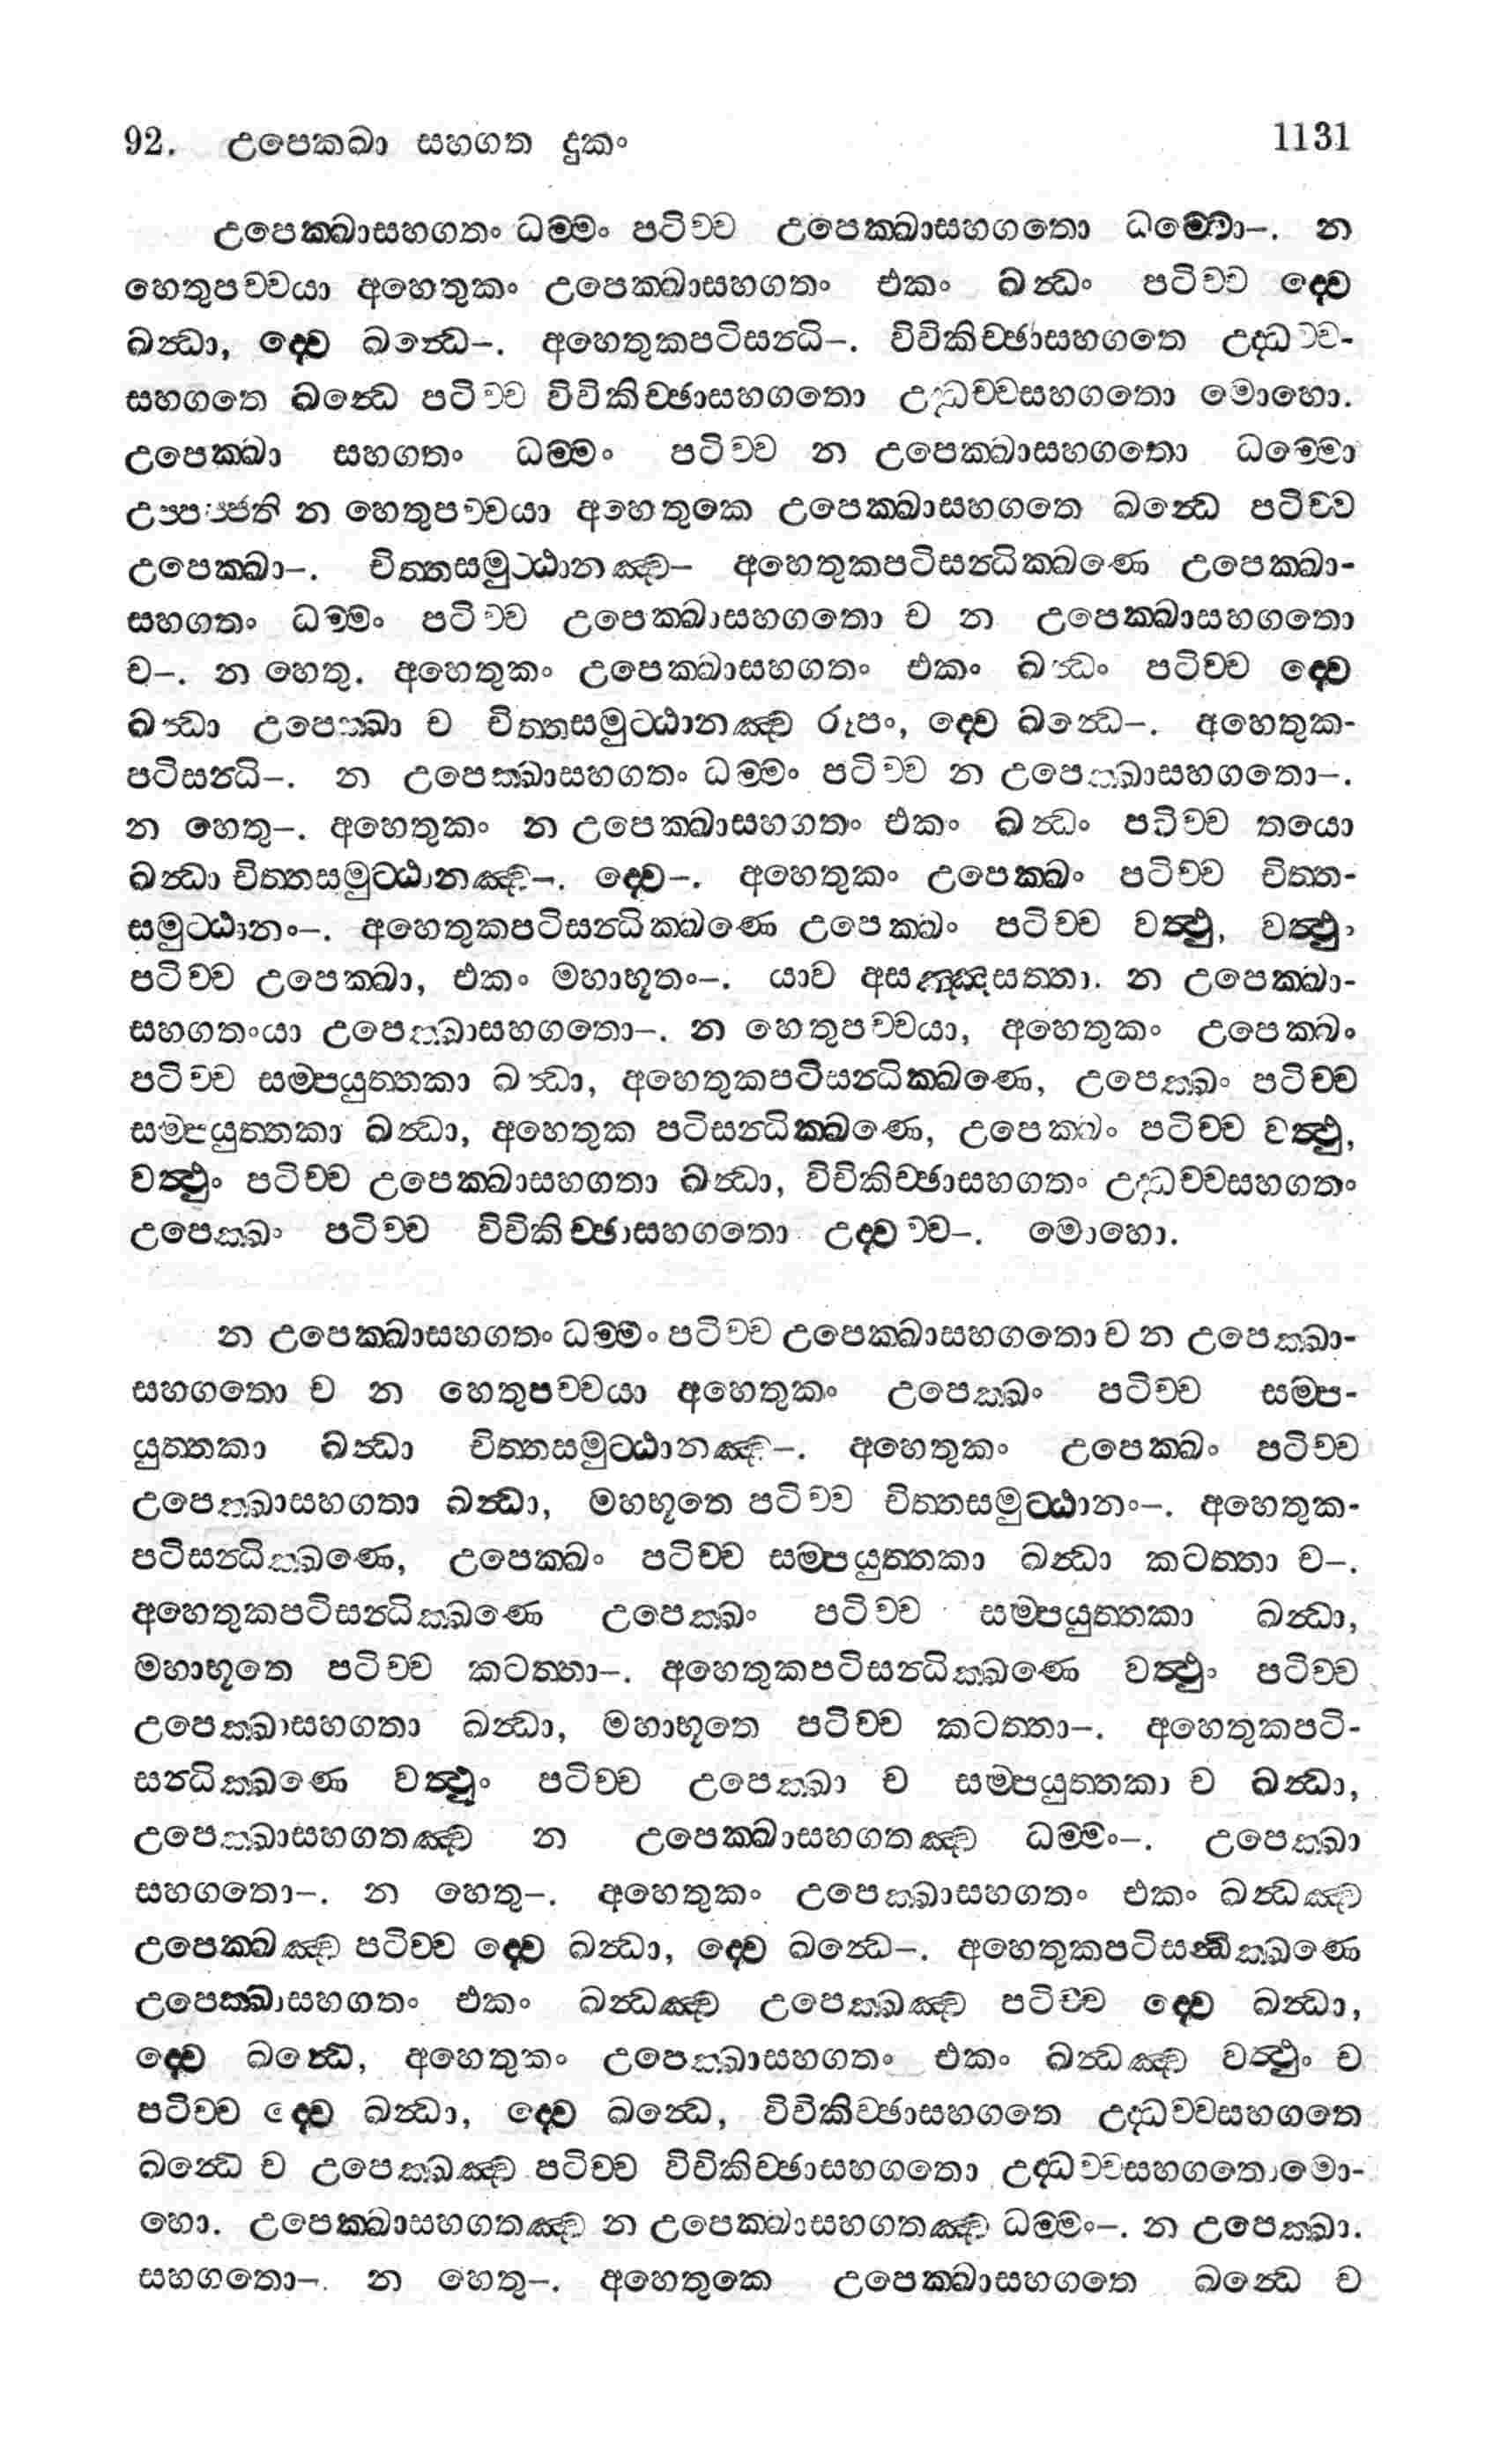 92. උපෙකඛා සහගත දුකං 1131
උපෙක්ඛාසහගතං ධම්මං පටිච්ච උපෙක්ඛාසහගතො ධම්මො–. න
හෙතුපච්චයා අහෙතුකං උපෙක්ඛාසහගතං එකං ඛන්ධං පටිච්ච ද්වෙ
ඛන්ධා, ද්වෙ ඛන්ධෙ–. අහෙතුකපටිසන්ධි–. විචිකිච්ඡාසහගතෙ උද්ධච්ච-
සහගතෙ ඛන්ධෙ පටිච්ච විචිකිච්ඡාසහගතො උද්ධච්චසහගතො මොහො.
උපෙක්ඛා සහගතං ධම්මං පටිච්ච න උපෙක්ඛාසහගතො ධම්මො
උප්පජ්ජති න හෙතුපච්චයා අහෙතුකෙ උපෙක්ඛාසහගතෙ ඛන්ධෙ පටිච්ච
උපෙක්ඛා–. චිත්තසමුට්ඨානඤ්ච– අහෙතුකපටිසන්ධික්ඛණෙ උපෙක්ඛා-
සහගතං ධම්මං පටිච්ච උපෙක්ඛාසහගතො ච න උපෙක්ඛාසහගතො
ච–. න හෙතු. අහෙතුකං උපෙක්ඛාසහගතං එකං ඛන්ධං පටිච්ච ද්වෙ
ඛන්ධා උපෙක්ඛා ච චිත්තසමුට්ඨානඤ්ච රූපං, ද්වෙ ඛන්ධෙ–. අහෙතුක-
පටිසන්ධි–. න උපෙක්ඛාසහගතං ධම්මං පටිච්ච න උපෙක්ඛාසහගතො–.
න හෙතු–. අහෙතුකං න උපෙක්ඛාසහගතං එකං ඛන්ධං පටිච්ච තයො
ඛන්ධා චිත්තසමුට්ඨානඤ්ච–. ද්වෙ–. අහෙතුකං උපෙක්ඛං පටිච්ච චිත්ත-
සමුට්ඨානං–. අහෙතුකපටිසන්ධික්ඛණෙ උපෙක්ඛං පටිච්ච වත්ථු, වත්ථුං
පටිච්ච උපෙක්ඛා, එකං මහාභූතං–. යාව අසඤ්ඤසත්තා. න උපෙක්ඛා-
සහගතංයා උපෙක්ඛාසහගතො–. න හෙතුපච්චයා, අහෙතුකං උපෙක්ඛං
පටිච්ච සම්පයුත්තකා ඛන්ධා, අහෙතුකපටිසන්ධික්ඛණෙ, උපෙක්ඛං පටිච්ච
සම්පයුත්තකා ඛන්ධා, අහෙතුක පටිසන්ධික්ඛණෙ, උපෙක්ඛං පටිච්ච වත්ථු,
වත්ථුං පටිච්ච උපෙක්ඛාසහගතා ඛන්ධා, විචිකිච්ඡාසහගතං උද්ධච්චසහගතං
උපෙක්ඛං පටිච්ච විචිකිච්ඡාසහගතො උද්වච්ච–. මොහො.
න උපෙක්ඛාසහගතං ධම්මං පටිච්ච උපෙක්ඛාසහගතො ච න උපෙක්ඛා-
සහගතො ච න හෙතුපච්චයා අහෙතුකං උපෙක්ඛං පටිච්ච සම්ප-
යුත්තකා ඛන්ධා චිත්තසමුට්ඨානඤ්ච–. අහෙතුකං උපෙක්ඛං පටිච්ච
උපෙක්ඛාසහගතා ඛන්ධා, මහභූතෙ පටිච්ච චිත්තසමුට්ඨානං–. අහෙතුක-
පටිසන්ධික්ඛණෙ, උපෙක්ඛං පටිච්ච සම්පයුත්තකා ඛන්ධා කටත්තා ච–.
අහෙතුකපටිසන්ධික්ඛණෙ උපෙක්ඛං පටිච්ච සම්පයුත්තකා ඛන්ධා,
මහාභූතෙ පටිච්ච කටත්තා–. අහෙතුකපටිසන්ධික්ඛණෙ වත්ථුං පටිච්ච
උපෙක්ඛාසහගතා ඛන්ධා, මහාභූතෙ පටිච්ච කටත්තා–. අහෙතුකපටි-
සන්ධික්ඛණෙ වත්ථුං පටිච්ච උපෙක්ඛා ච සම්පයුත්තකා ච ඛන්ධා,
උපෙක්ඛාසහගතඤ්ච න උපෙක්ඛාසහගතඤ්ච ධම්මං–. උපෙක්ඛා
සහගතො–. න හෙතු–. අහෙතුකං උපෙක්ඛාසහගතං එකං ඛන්ධඤ්ච
උපෙක්ඛඤ්ච පටිච්ච ද්වෙ ඛන්ධා, ද්වෙ ඛන්ධෙ–. අහෙතුකපටිසන්ධික්ඛණෙ
උපෙක්ඛාසහගතං එකං ඛන්ධඤ්ච උපෙක්ඛඤ්ච පටිච්ච ද්වෙ ඛන්ධා,
ද්වෙ ඛන්ධෙ, අහෙතුකං උපෙක්ඛාසහගතං එකං ඛන්ධඤ්ච වත්ථුං ච
පටිච්ච ද්වෙ ඛන්ධා, ද්වෙ ඛන්ධෙ, විචිකිච්ඡාසහගතෙ උද්ධච්චසහගතෙ
ඛන්ධෙ ච උපෙක්ඛඤ්ච පටිච්ච විචිකිච්ඡාසහගතො උද්ධච්චසහගතොමො-
හො. උපෙක්ඛාසහගතඤ්ච න උපෙක්ඛාසහගතඤ්ච ධම්මං–. න උපෙක්ඛා.
සහගතො–. න හෙතු–. අහෙතුකෙ උපෙක්ඛාසහගතෙ ඛන්ධෙ ච